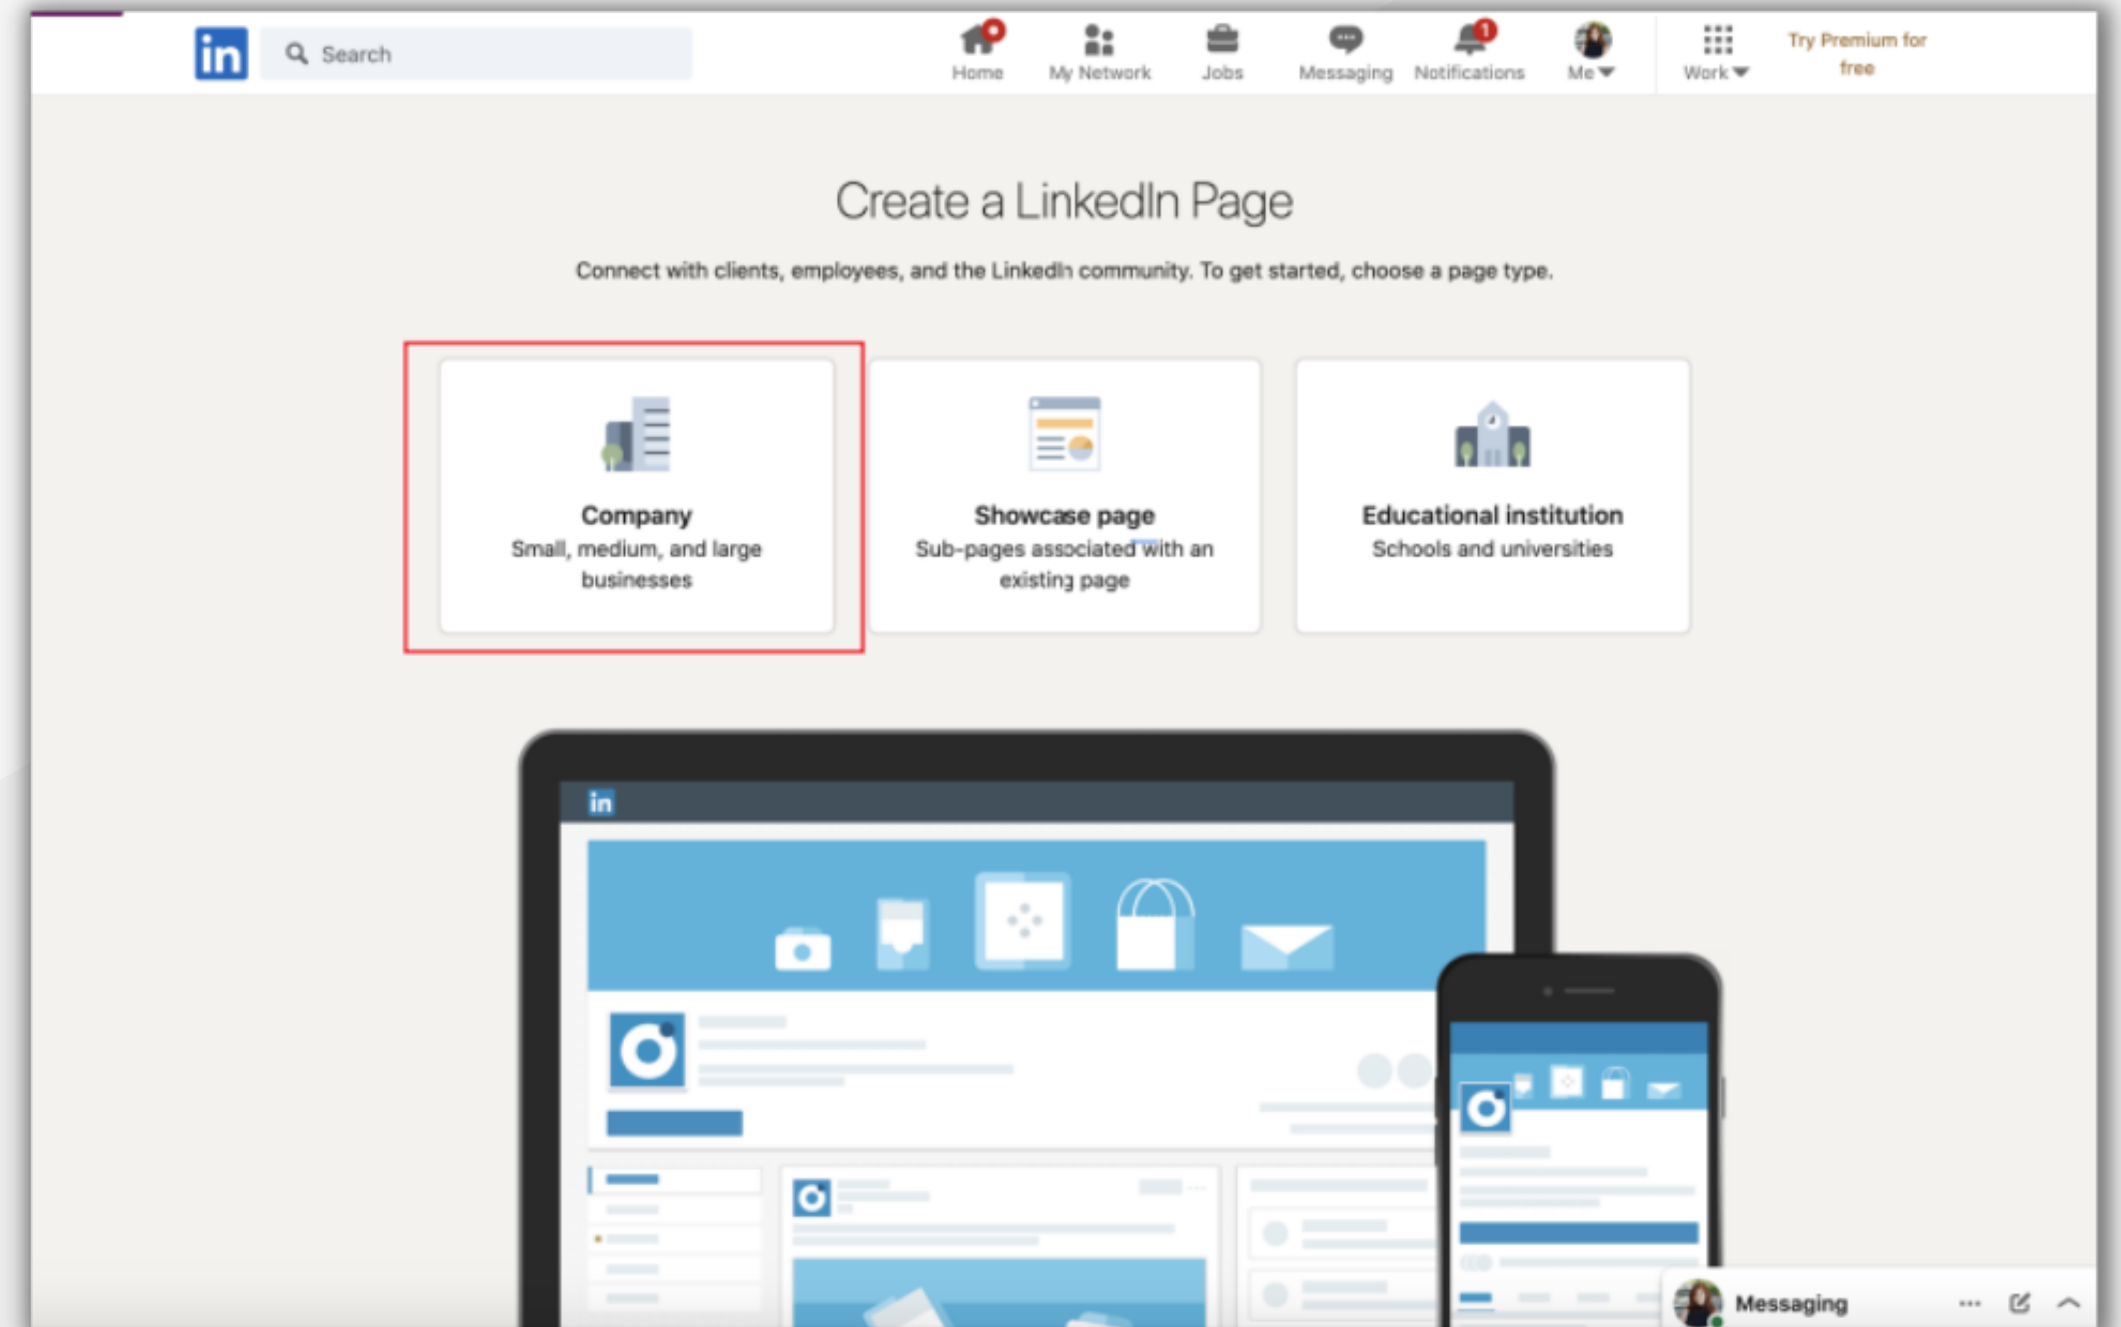 in
Search
Home
My Network
Jobs
Messaging
1
Notifications
Me
Work
Try Premium for
free
Create a LinkedIn Page
Connect with clients, employees, and the LinkedIn community. To get started, choose a page type.
Company
Small, medium, and large
businesses
Showcase page
Sub-pages associated with an
existing page
Educational institution
Schools and universities
in
Messaging